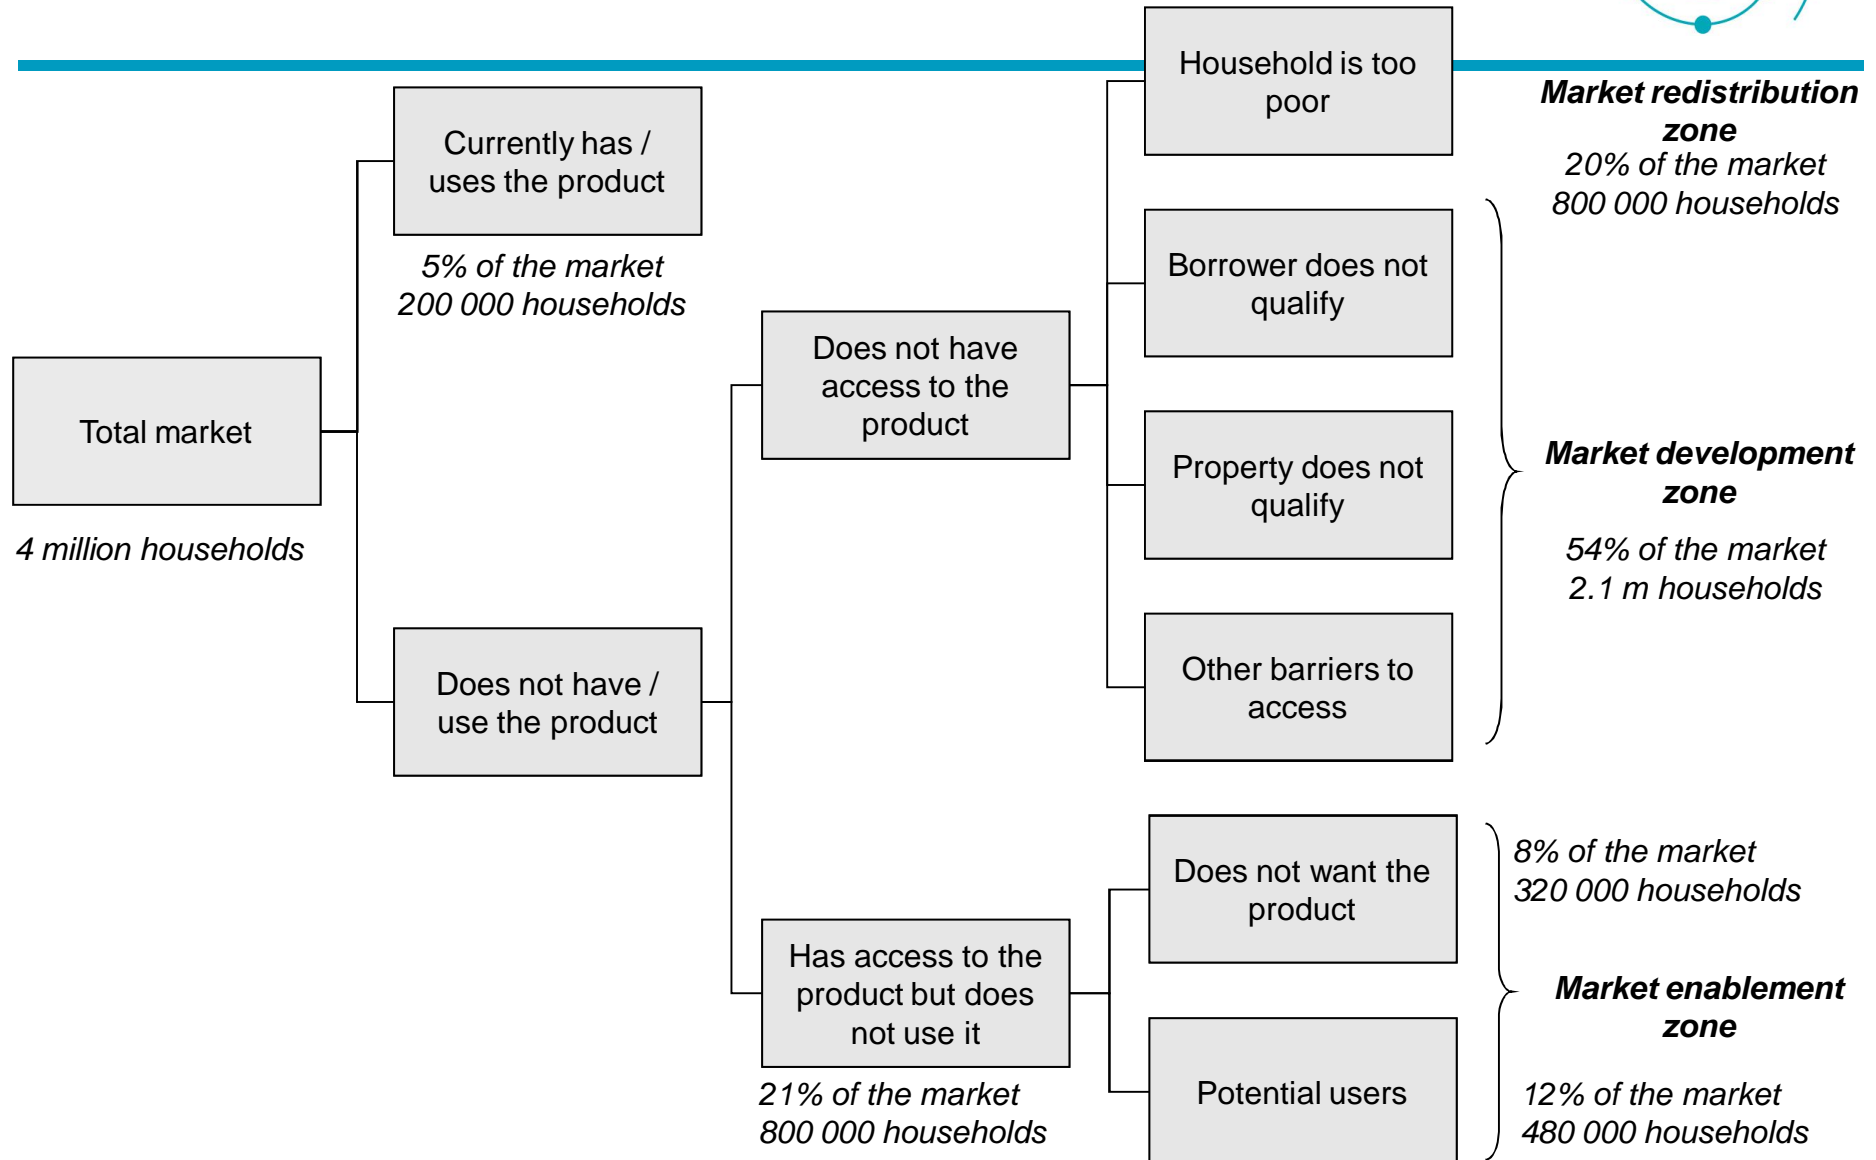 Total market
4 million households
Currently has /
uses the product
5% of the market
200 000 households
Does not have /
use the product
Does not have
access to the
product
Has access to the
product but does
not use it
21% of the market
800 000 households
Household is too
poor
Borrower does not
qualify
Property does not
qualify
Other barriers to
access
Does not want the
product
Potential users
Market redistribution
zone
20% of the market
800 000 households
Market development
zone
54% of the market
2.1 m households
8% of the market
320 000 households
Market enablement
zone
12% of the market
480 000 households